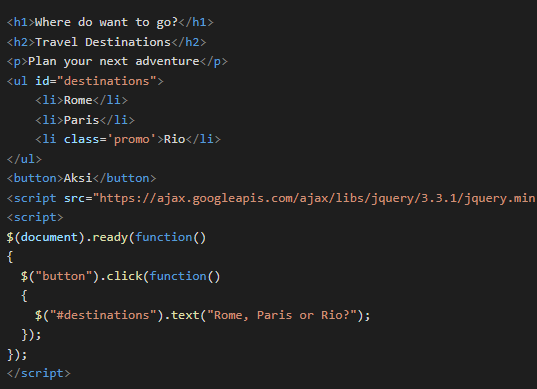 <h1>Where do want to go?</h1>
<h2>Travel Destinations</h2>
<p>Plan your next adventure</p>
<ul id="destinations">
    <li>Rome</li>
    <li>Paris</li>
    <li class='promo'>Rio</li>
</ul>
<button>Aksi</button>
<script src="https://ajax.googleapis.com/ajax/libs/jquery/3.3.1/jquery.min
<script>
$(document).ready(function()
{
  $("button").click(function()
  {
    $("#destinations").text("Rome, Paris or Rio?");
  });
});
</script>